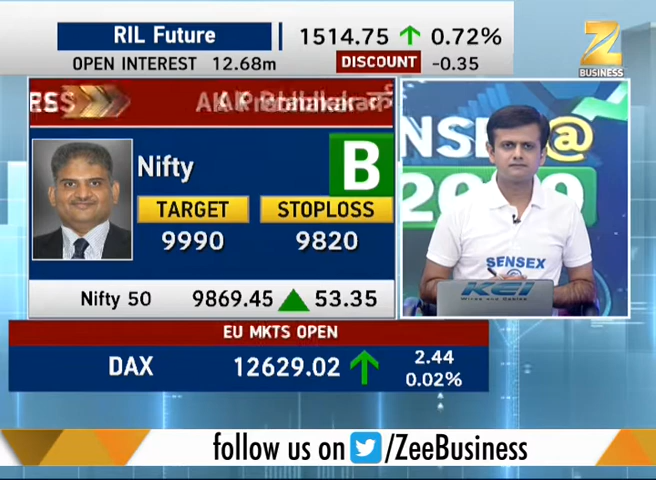 RIL Future
1514.75 0.72%
OPEN INTEREST 12.68m
DISCOUNT -0.35
Z
BUSINESS
Nifty
B
TARGET
STOPLOSS
9990
9820
Nifty 50 9869.45 53.35
SENSEX
KEI
EU MKTS OPEN
DAX 12629.02 2.44
0.02%
follow us on /ZeeBusiness